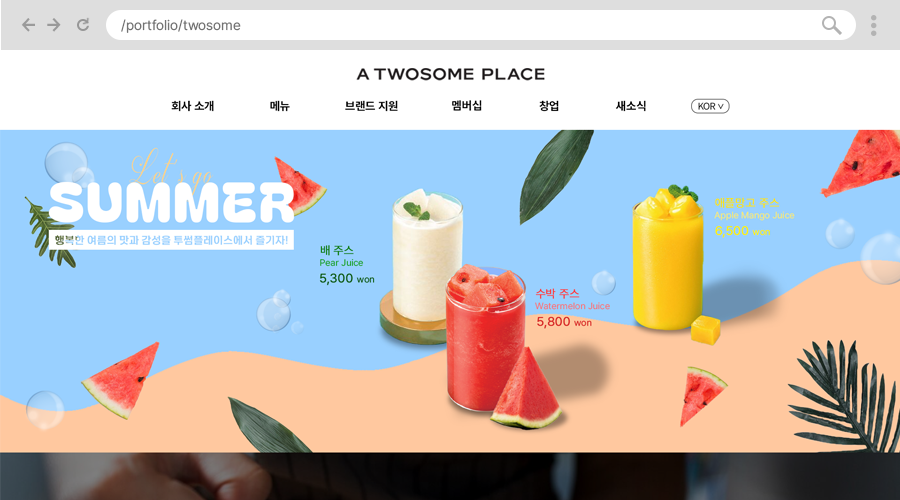 /portfolio/twosome
A TWOSOME PLACE
회사 소개 메뉴 브랜드 지원 멤버십 창업 새소식 KOR
Let's go
SUMMER
행복한 여름의 맛과 감성을 투썸플레이스에서 즐기자!
배 주스
Pear Juice
5,300 won
수박 주스
Watermelon Juice
5,800 won
애플망고 주스
Apple Mango Juice
6,500 won